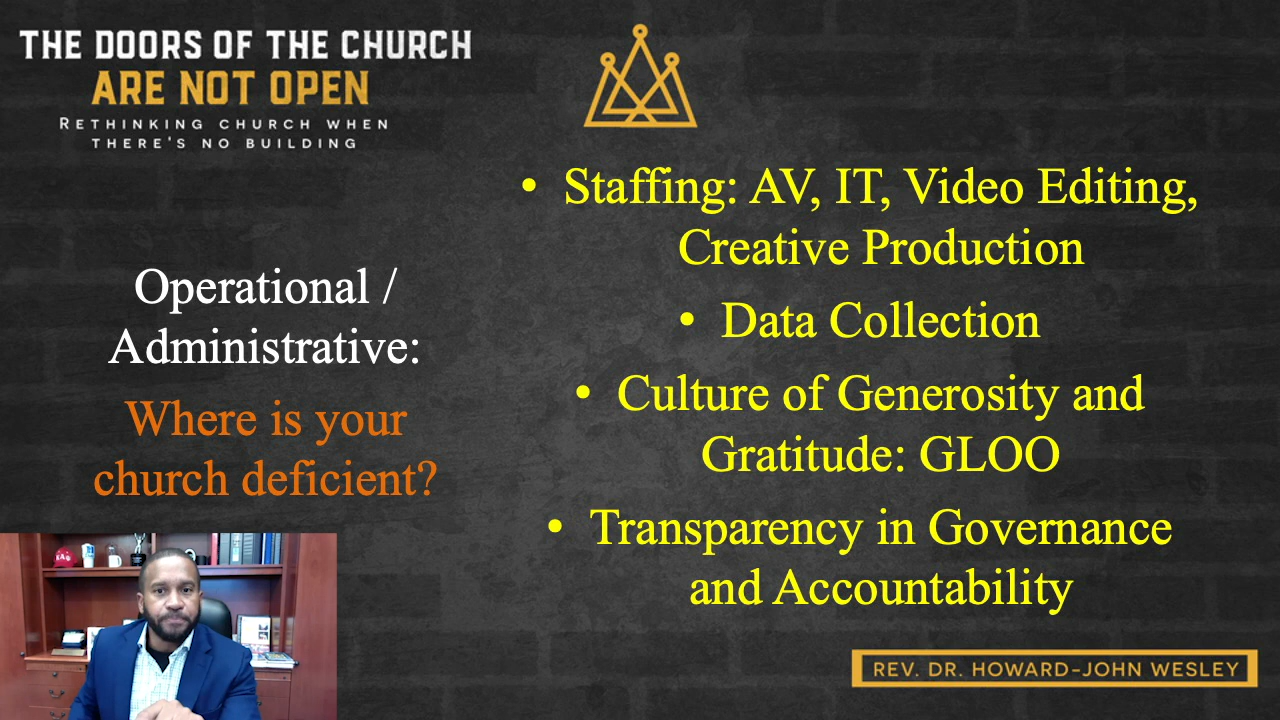 THE DOORS OF THE CHURCH
ARE NOT OPEN
RETHINKING CHURCH WHEN
THERE'S NO BUILDING
Operational /
Administrative:
Where is your
church deficient?
• Staffing: AV, IT, Video Editing,
Creative Production
• Data Collection
• Culture of Generosity and
Gratitude: GLOO
• Transparency in Governance
and Accountability
REV. DR. HOWARD-JOHN WESLEY